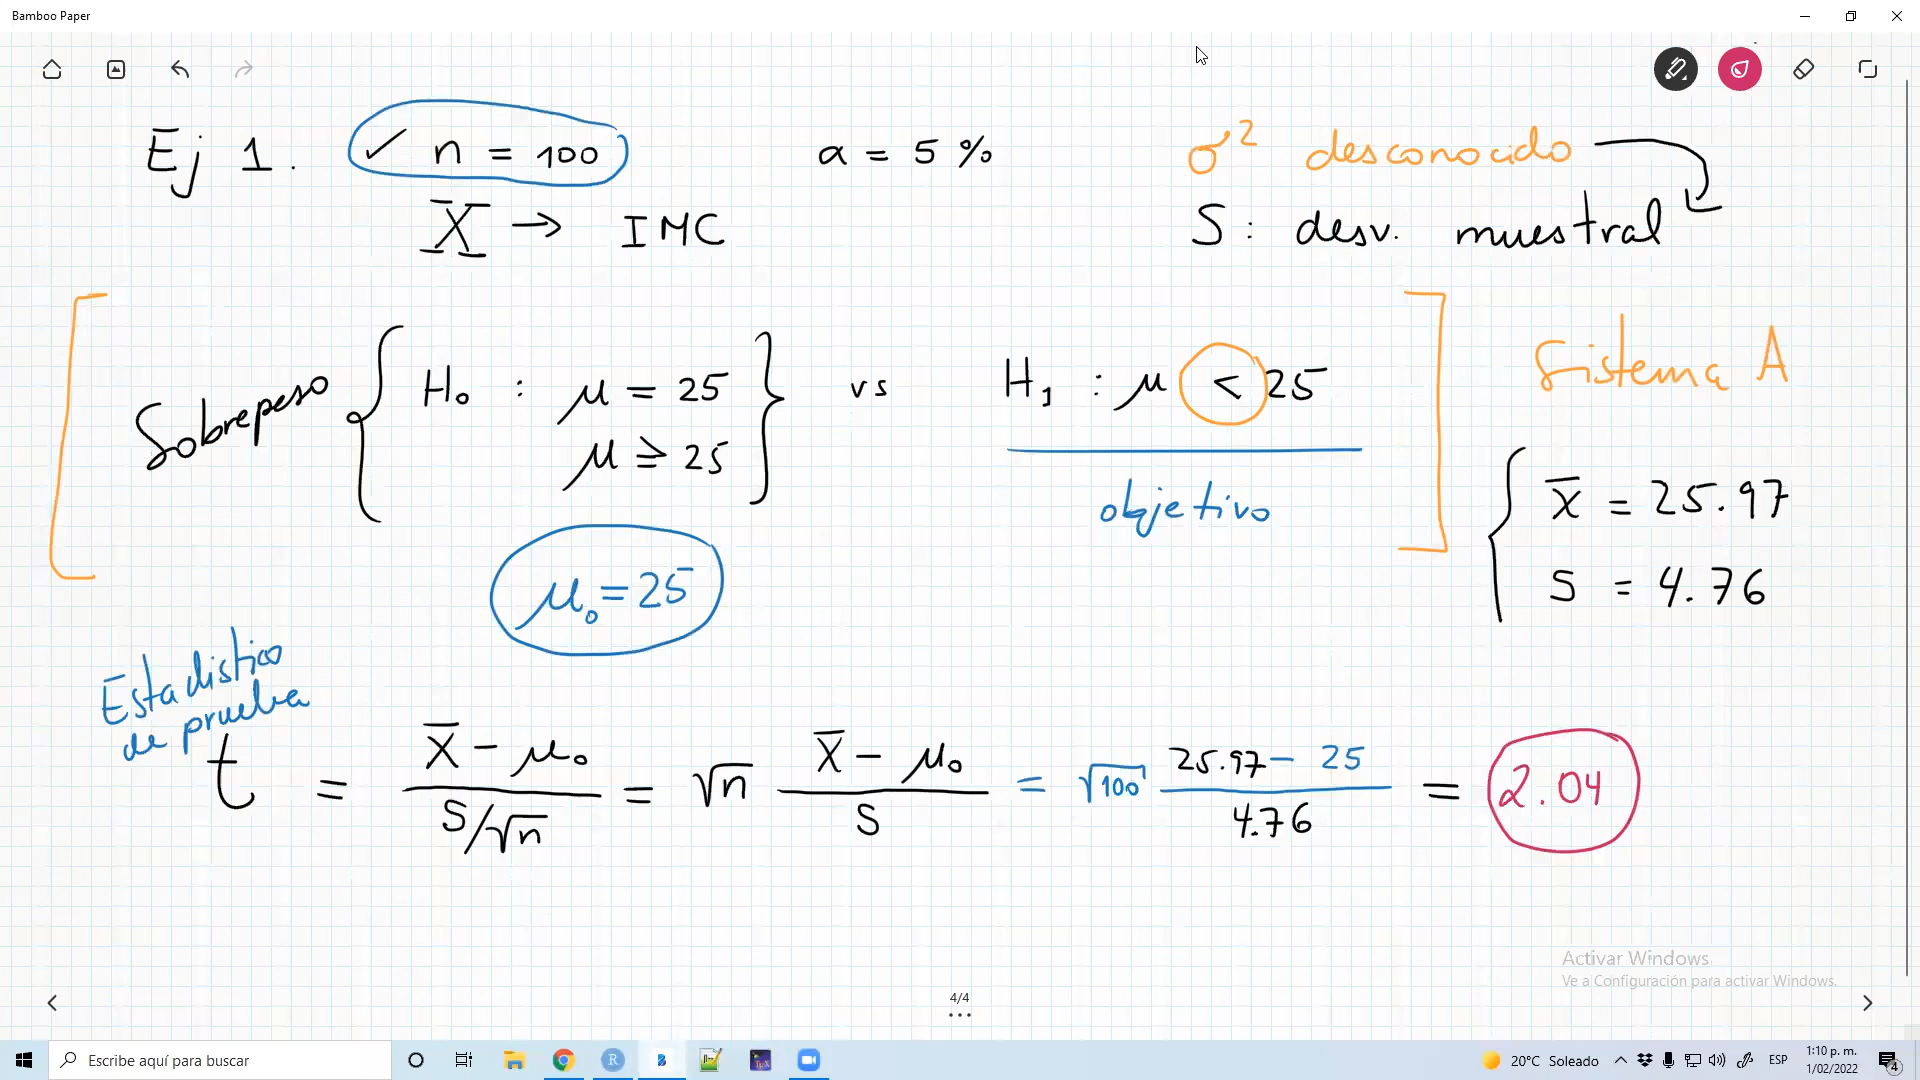 Bamboo Paper
Ej 1. ✓ n = 100 a = 5 % σ² desconocido
X → IMC S: desv. muestral
Sistema A
Sobrepeso { H₀ : μ = 25 } vs H₁ : μ < 25
μ ≥ 25
objetivo
x̅ = 25.97
S = 4.76
μ₀ = 25
Estadistico
de prueba
t = (x̅ - μ₀) / (S/√n) = √n (x̅ - μ₀) / S = √100 (25.97 - 25) / 4.76 = 2.04
Activar Windows
Ve a Configuración para activar Windows.
4/4
Escribe aquí para buscar
20°C Soleado
ESP
1:10 p. m.
1/02/2022
4